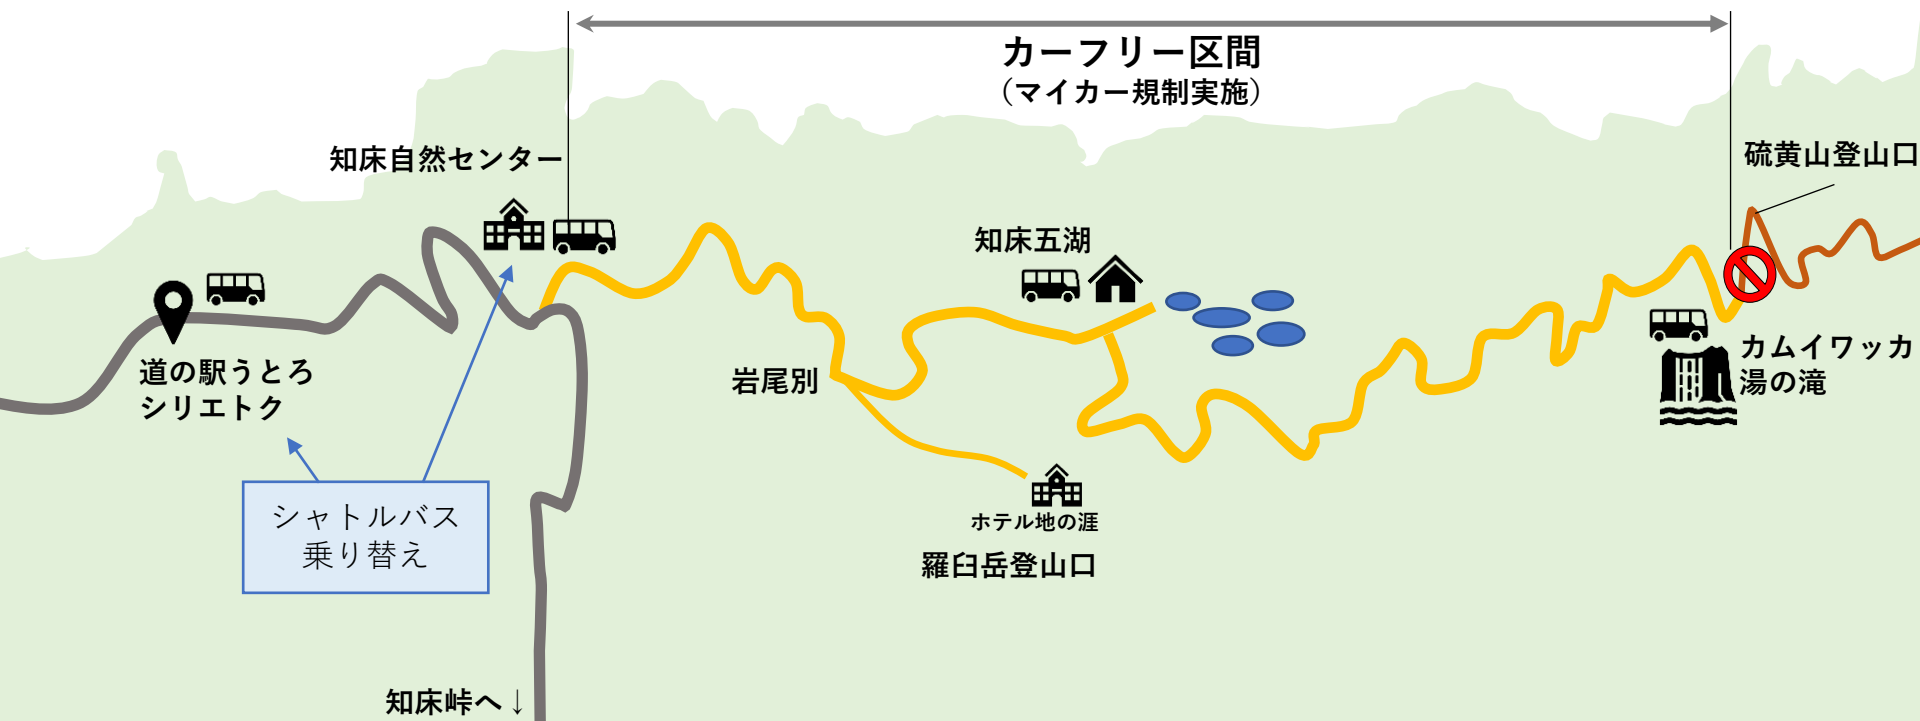 カーフリー区間
（マイカー規制実施）
知床自然センター
硫黄山登山口
知床五湖
道の駅うとろ
シリエトク
岩尾別
カムイワッカ
湯の滝
シャトルバス
乗り替え
ホテル地の涯
羅臼岳登山口
知床峠へ↓